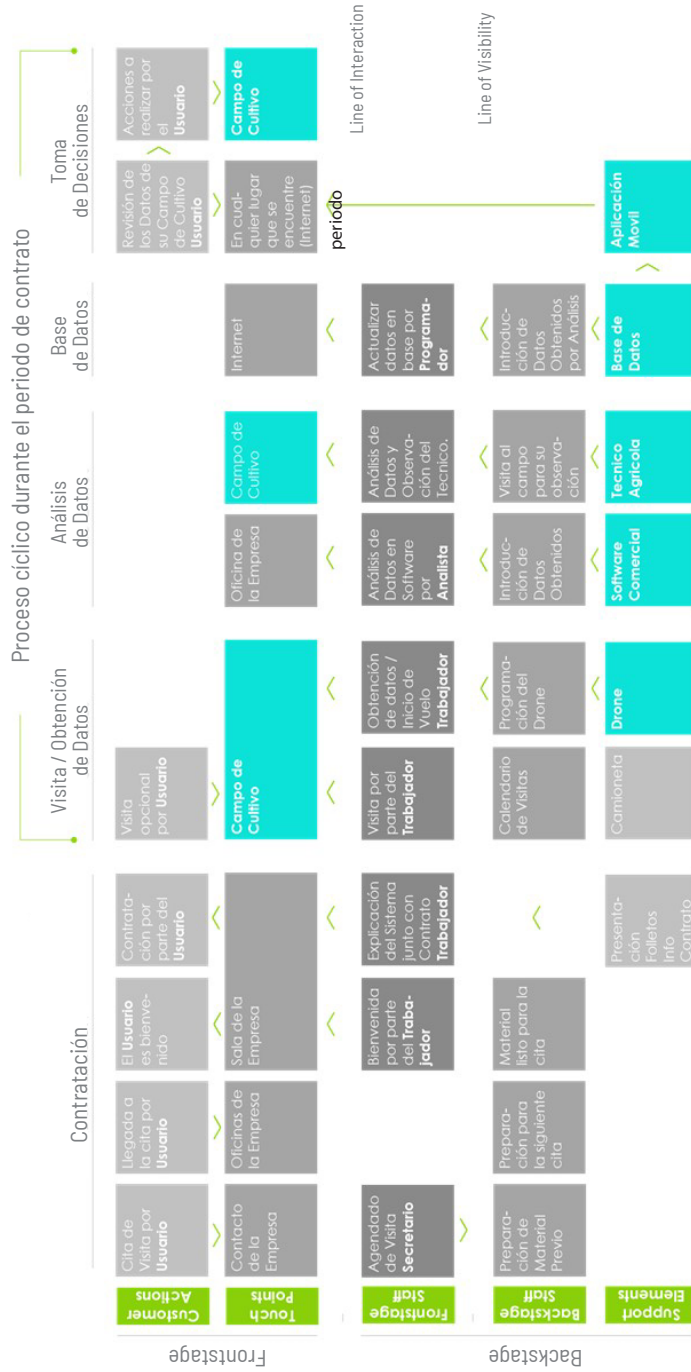 Proceso cíclico durante el periodo de contrato
Contratación
Visita / Obtención
de Datos
Análisis
de Datos
Base
de Datos
Toma
de Decisiones
Frontstage
Customer
Actions
Cita de
Visita por
Usuario
Llegada a
la cita por
Usuario
El Usuario
es bienve-
nido
Contrata-
ción por
parte del
Usuario
Visita
opcional
por Usuario
Revisión de
los Datos de
su Campo
de Cultivo
Usuario
Acciones a
realizar por
el
Usuario
Touch
Points
Contacto
de la
Empresa
Oficinas de
la Empresa
Sala de la
Empresa
Campo de
Cultivo
Oficina de
la Empresa
Campo de
Cultivo
Internet
En cual-
quier lugar
que se
encuentre
(Internet)
Campo de
Cultivo
periodo
Line of Interaction
Backstage
Frontstage
Staff
Agendado
de Visita
Secretario
Bienvenida
por parte
del Traba-
jador
Explicación
del Sistema
junto con
Contrato
Trabajador
Visita por
parte del
Trabajador
Obtención
de datos /
Inicio de
Vuelo
Trabajador
Análisis de
Datos en
Software
por
Analista
Análisis de
Datos y
Observa-
ción del
Tecnico.
Actualizar
datos en
base por
Programa-
dor
Line of Visibility
Backstage
Staff
Prepara-
ción de
Material
Previo
Prepara-
ción para
la siguiente
cita
Material
listo para la
cita
Calendario
de Visitas
Programa-
ción del
Drone
Introduc-
ción de
Datos
Obtenidos
Visita al
campo
para su
observa-
ción
Introduc-
ción de
Datos
Obtenidos
por Análisis
Support
Elements
Presenta-
ción
Folletos
Info
Contrato
Camioneta
Drone
Software
Comercial
Tecnico
Agricola
Base de
Datos
Aplicación
Movil